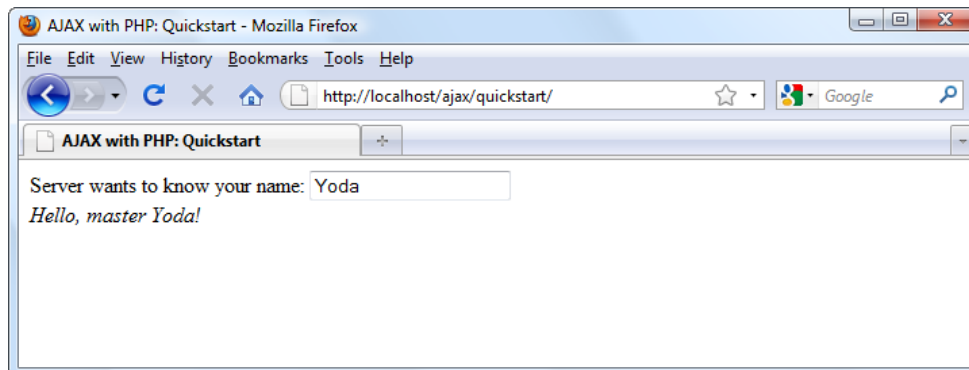 AJAX with PHP: Quickstart - Mozilla Firefox
File Edit View History Bookmarks Tools Help
http://localhost/ajax/quickstart/ Google
AJAX with PHP: Quickstart
Server wants to know your name: Yoda
Hello, master Yoda!